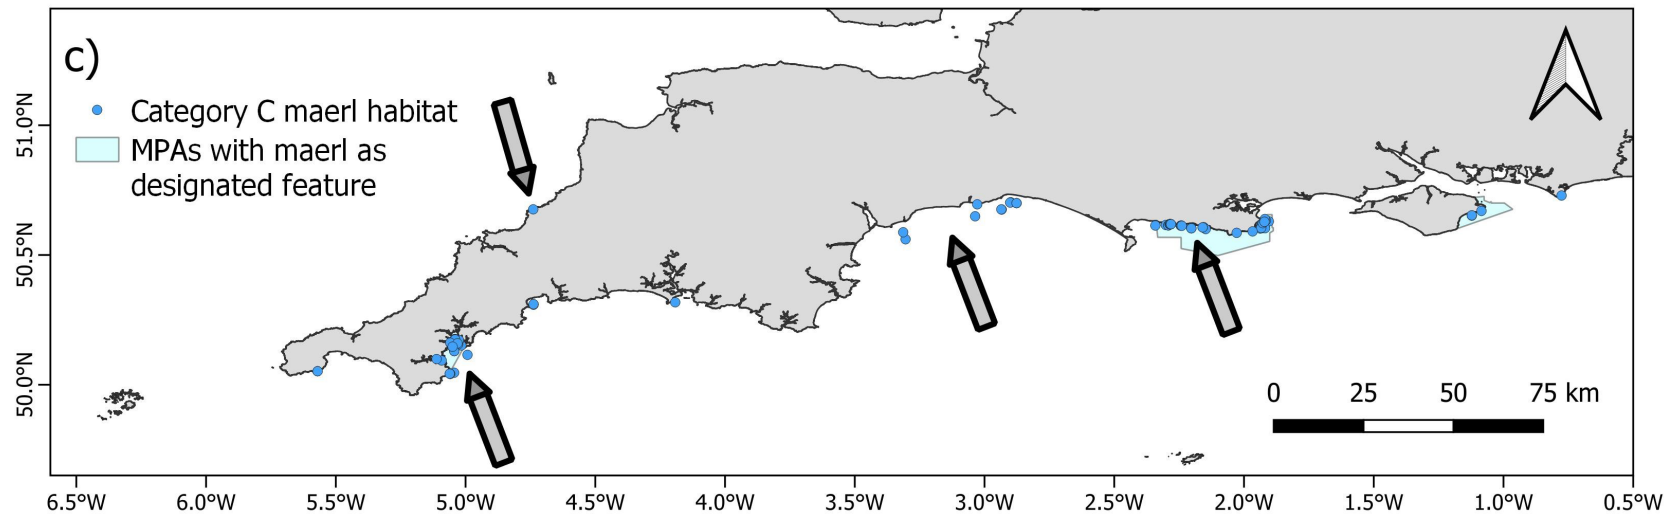 c)
Category C maerl habitat
MPAs with maerl as
designated feature
51.0°N
50.5°N
50.0°N
0 25 50 75 km
6.5°W 6.0°W 5.5°W 5.0°W 4.5°W 4.0°W 3.5°W 3.0°W 2.5°W 2.0°W 1.5°W 1.0°W 0.5°W